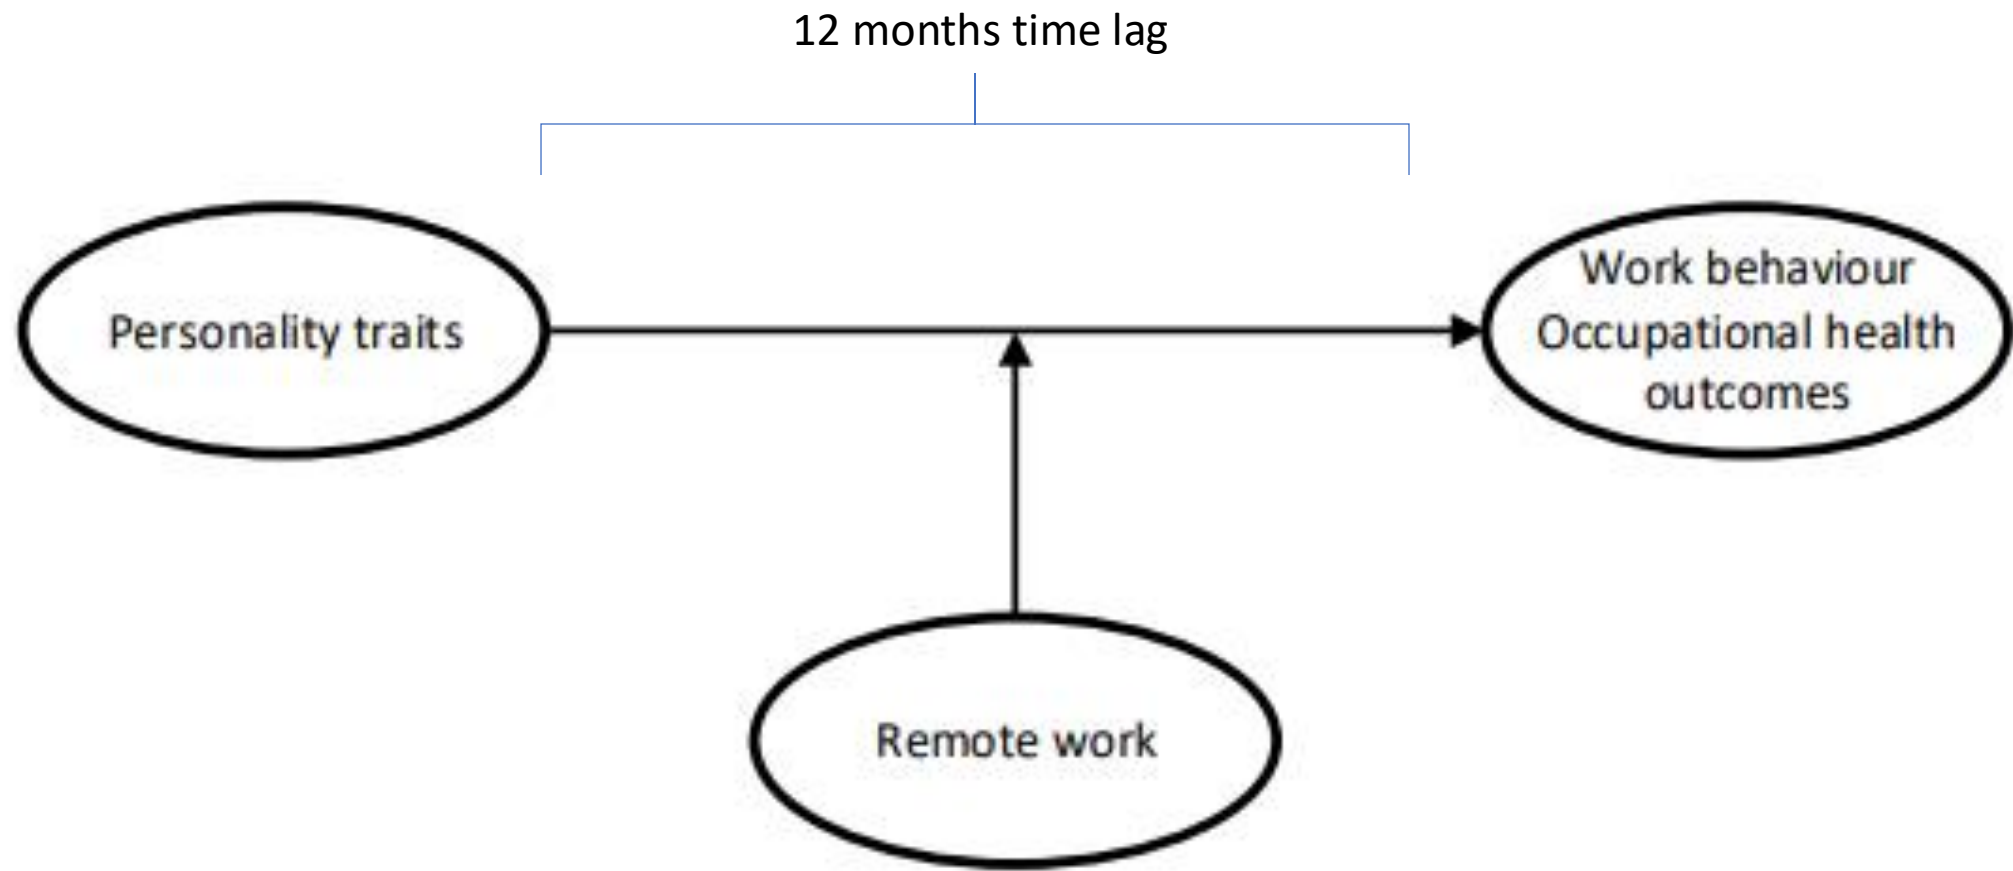 12 months time lag
Personality traits
Work behaviour
Occupational health
outcomes
Remote work